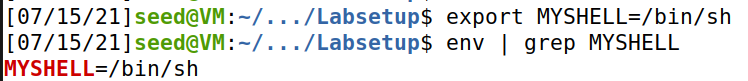 [07/15/21]seed@VM:~/.../Labsetup$ export MYSHELL=/bin/sh
[07/15/21]seed@VM:~/.../Labsetup$ env | grep MYSHELL
MYSHELL=/bin/sh